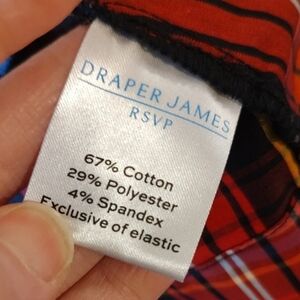 DRAPER JAMES
RSVP
67% Cotton
29% Polyester
4% Spandex
Exclusive of elastic